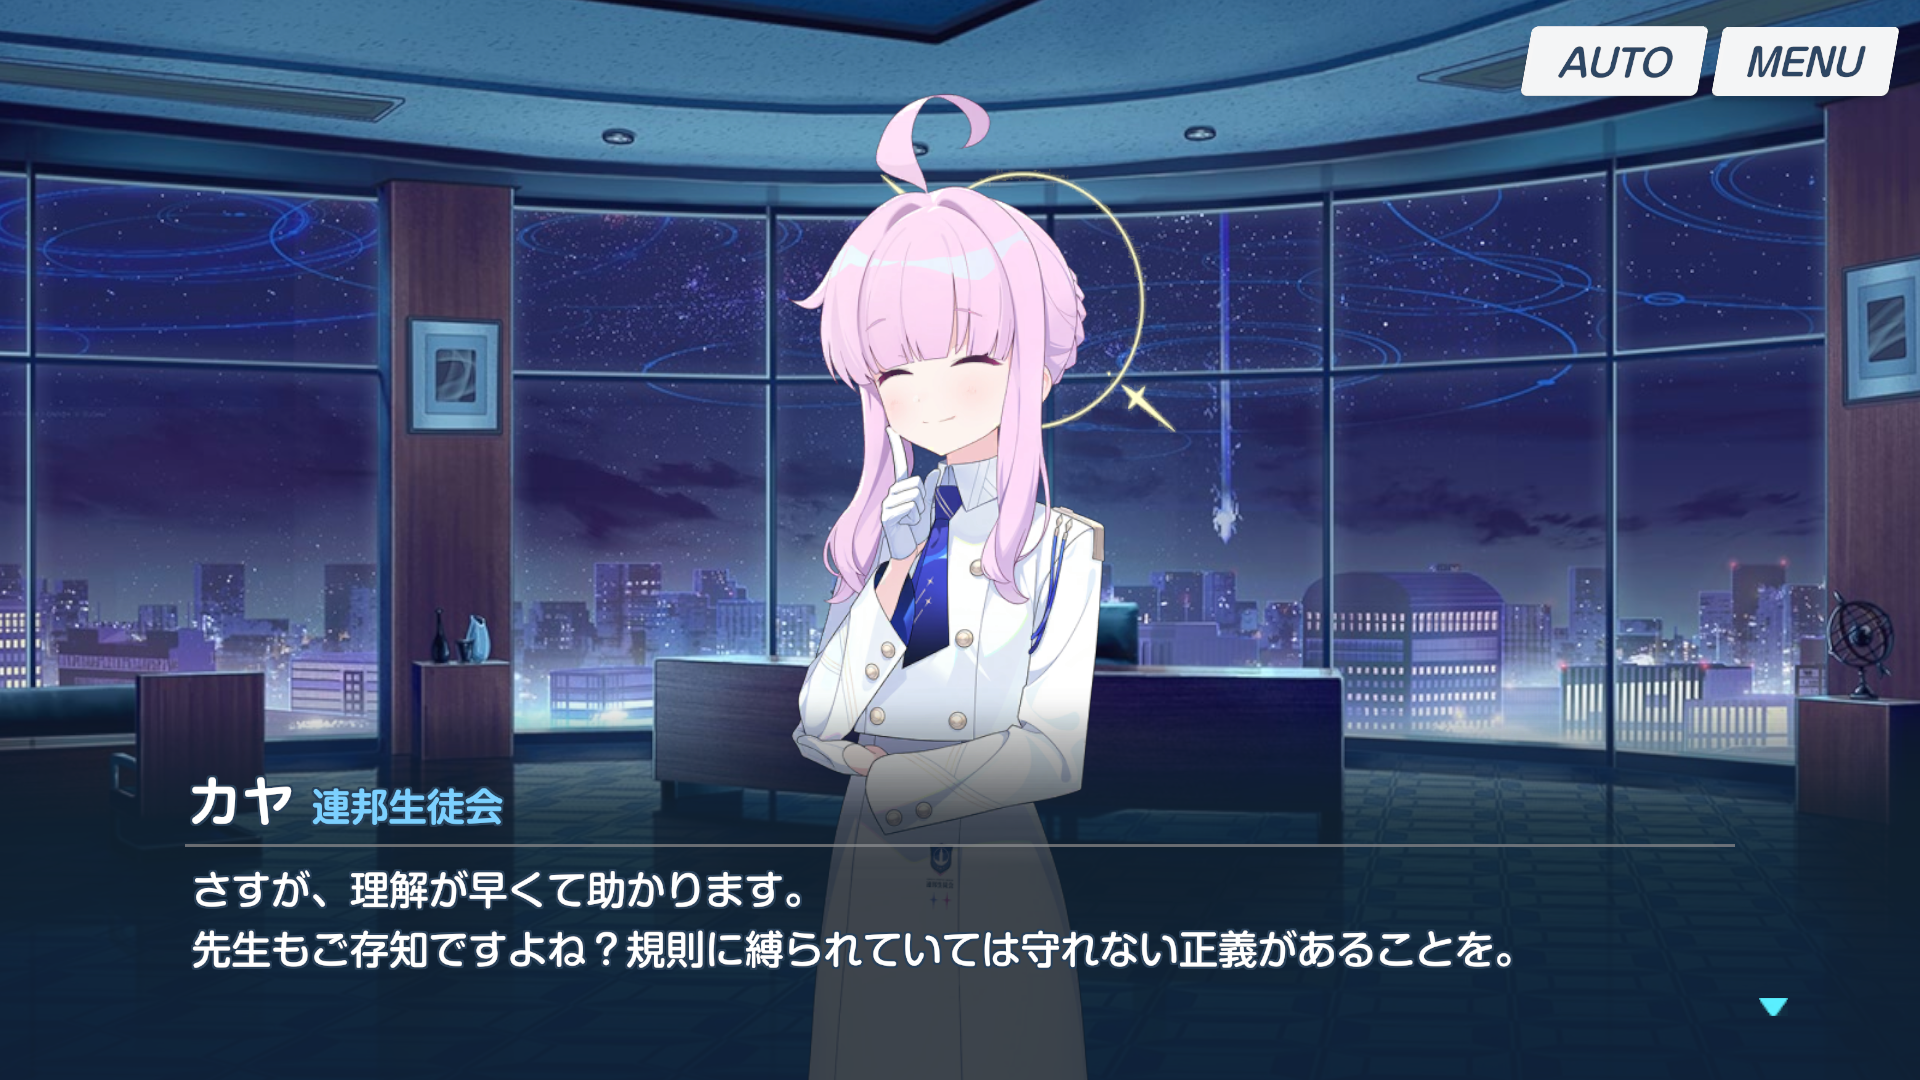 AUTO
MENU
カヤ 連邦生徒会
さすが、理解が早くて助かります。
先生もご存知ですよね？規則に縛られていては守れない正義があることを。